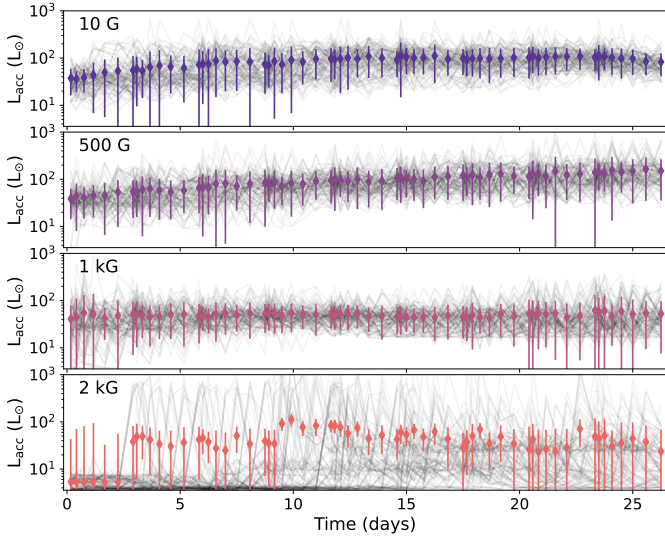 10³
10 G
10²
10¹
L_acc (L_⊙)
10³
500 G
10²
10¹
L_acc (L_⊙)
10³
1 kG
10²
10¹
L_acc (L_⊙)
10³
2 kG
10²
10¹
L_acc (L_⊙)
0 5 10 15 20 25
Time (days)